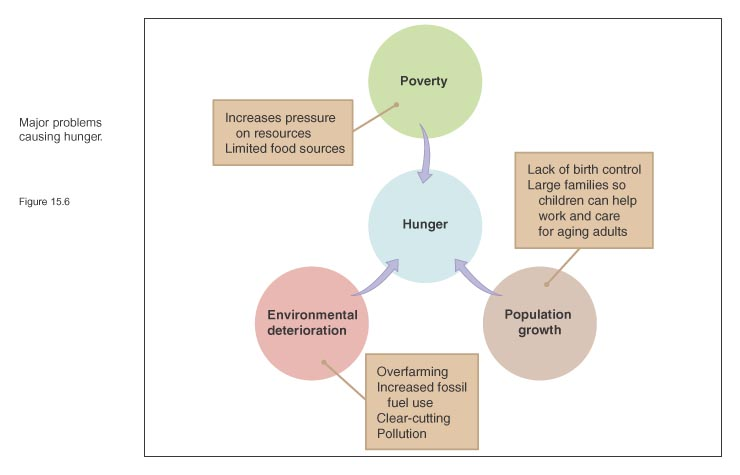 Major problems
causing hunger.
Figure 15.6
Poverty
Increases pressure
on resources
Limited food sources
Hunger
Lack of birth control
Large families so
children can help
work and care
for aging adults
Environmental
deterioration
Population
growth
Overfarming
Increased fossil
fuel use
Clear-cutting
Pollution